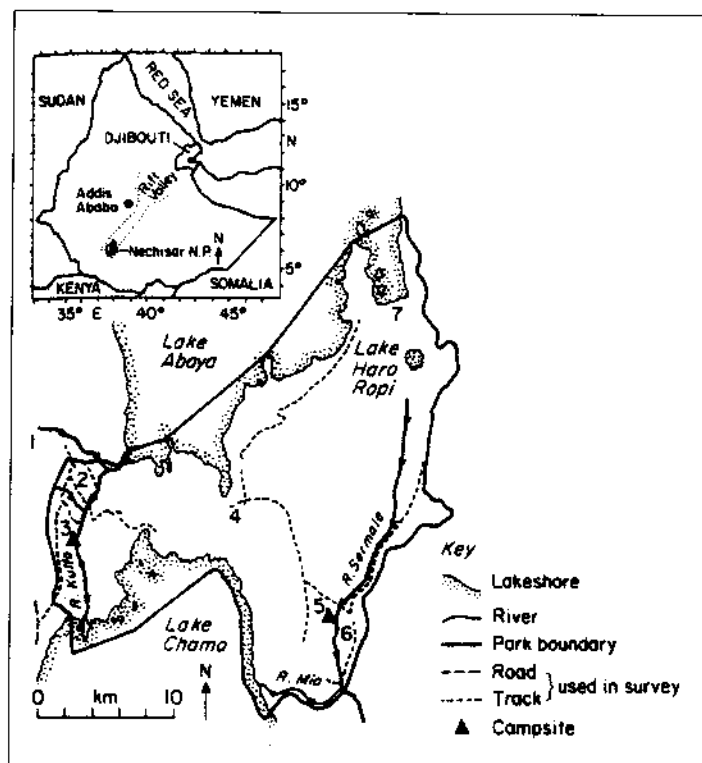 SUDAN
RED SEA
YEMEN
15°
DJIBOUTI
N
Rift
Valley
10°
Addis
Ababa
Nechisar N.P.
N
5°
KENYA
SOMALIA
35° E 40° 45°
Lake
Abaya
7
Lake
Haro
Ropi
1
2
3
4
R. Kulfo
R. Sermale
5
6
Lake
Chamo
R. Mio
N
0 km 10
Key
Lakeshore
River
Park boundary
Road
Track
used in survey
Campsite